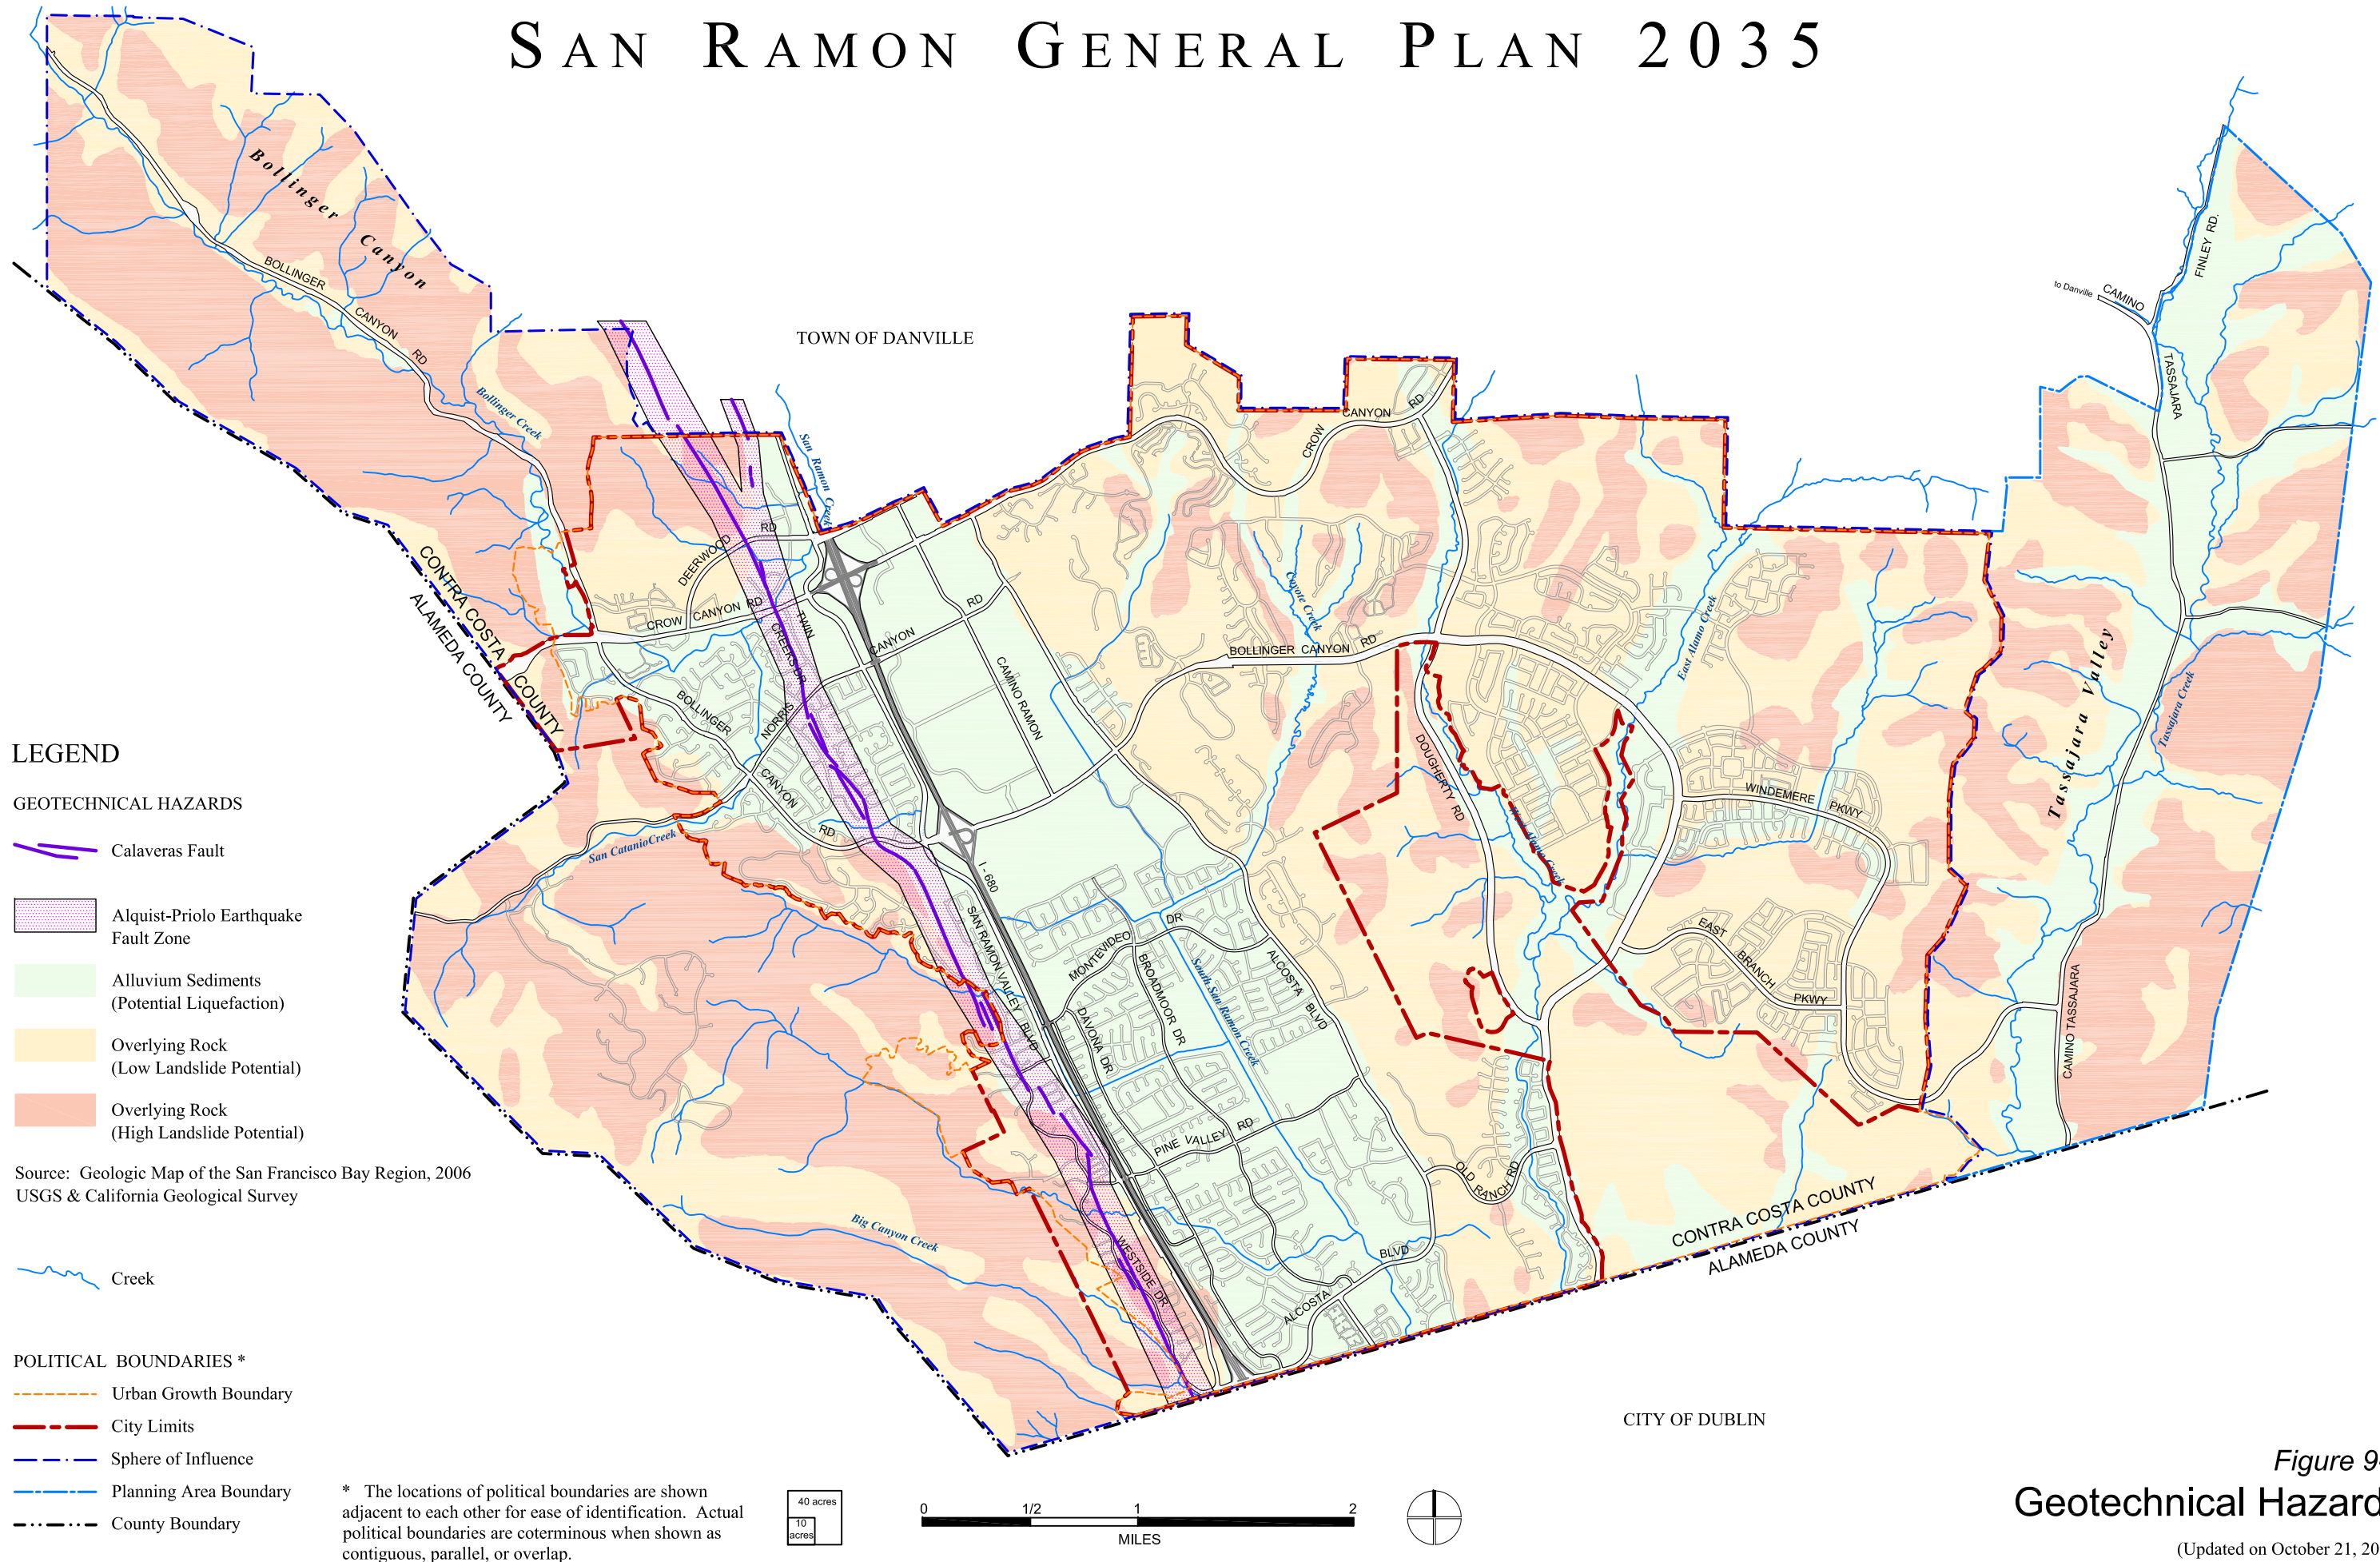 SAN RAMON GENERAL PLAN 2035
Bollinger
Canyon
BOLLINGER
CANYON
RD
Bollinger Creek
TOWN OF DANVILLE
San Ramon Creek
CANYON
RD
CROW
to Danville
CAMINO
TASSAJARA
FINLEY RD.
CONTRA COSTA
COUNTY
ALAMEDA COUNTY
DEERWOOD
RD
CROW
CANYON RD
TWIN
CREEKS DR
RD
CANYON
NORRIS
CAMINO RAMON
BOLLINGER
CANYON
RD
Coyote Creek
BOLLINGER CANYON
RD
East Alamo Creek
Tassajara Valley
Tassajara Creek
DOUGHERTY RD
West Alamo Creek
WINDEMERE
PKWY
EAST
BRANCH
PKWY
San CatanioCreek
I - 680
SAN RAMON VALLEY
BLVD
MONTEVIDEO
DR
BROADMOOR DR
DAVONA DR
South San Ramon Creek
ALCOSTA
BLVD
CAMINO TASSAJARA
PINE VALLEY
RD
OLD RANCH RD
Big Canyon Creek
WESTSIDE DR
ALCOSTA
BLVD
CONTRA COSTA COUNTY
ALAMEDA COUNTY
CITY OF DUBLIN
LEGEND
GEOTECHNICAL HAZARDS
Calaveras Fault
Alquist-Priolo Earthquake
Fault Zone
Alluvium Sediments
(Potential Liquefaction)
Overlying Rock
(Low Landslide Potential)
Overlying Rock
(High Landslide Potential)
Source: Geologic Map of the San Francisco Bay Region, 2006
USGS & California Geological Survey
Creek
POLITICAL BOUNDARIES *
Urban Growth Boundary
City Limits
Sphere of Influence
Planning Area Boundary
County Boundary
* The locations of political boundaries are shown
adjacent to each other for ease of identification. Actual
political boundaries are coterminous when shown as
contiguous, parallel, or overlap.
40 acres
10
acres
0 1/2 1 2
MILES
Figure 9
Geotechnical Hazard
(Updated on October 21, 20